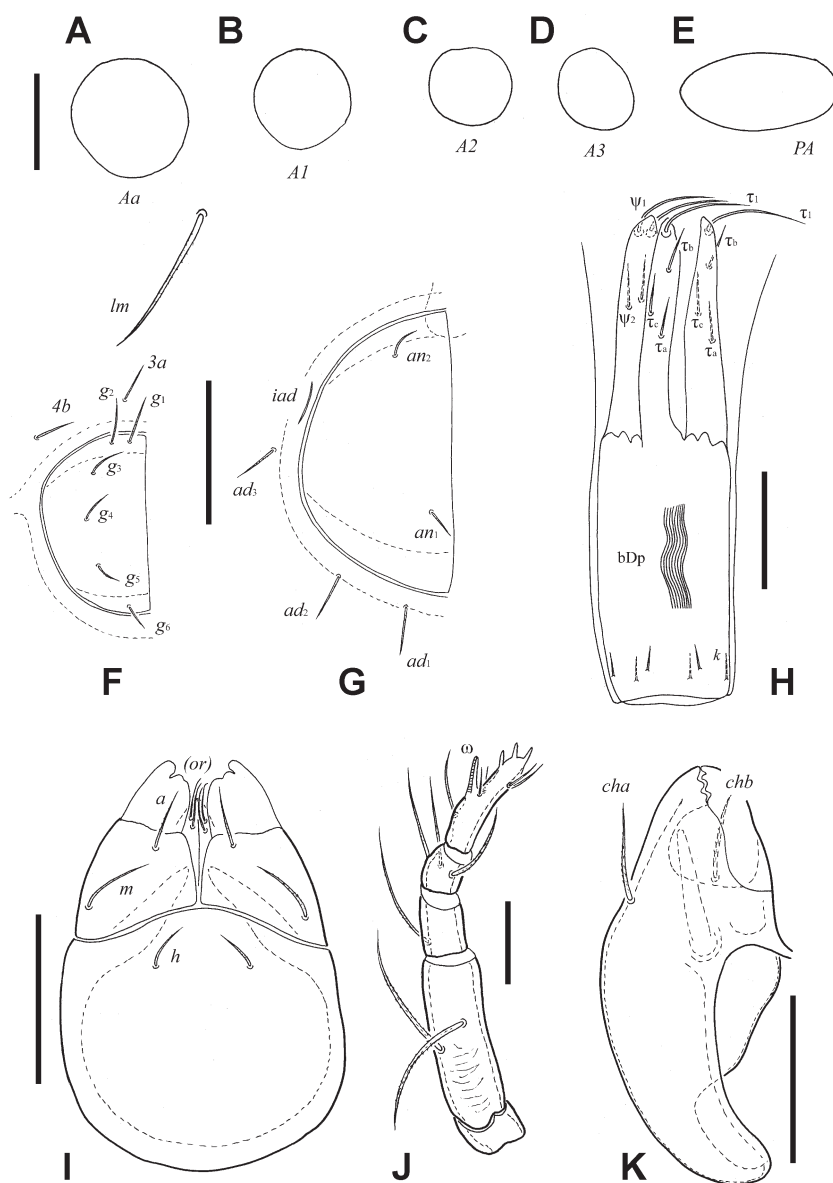 A B C D E
Aa A1 A2 A3 PA
lm
3a
4b g2 g1
g3
g4
g5
g6
F
an2
iad
ad3
an1
ad2
ad1
G
ψ1 τ1
τ1
τb τb
ψ2 τc τc
τa τa
bDp
k
H
(or)
a
m
h
I
ω
J
cha chb
K